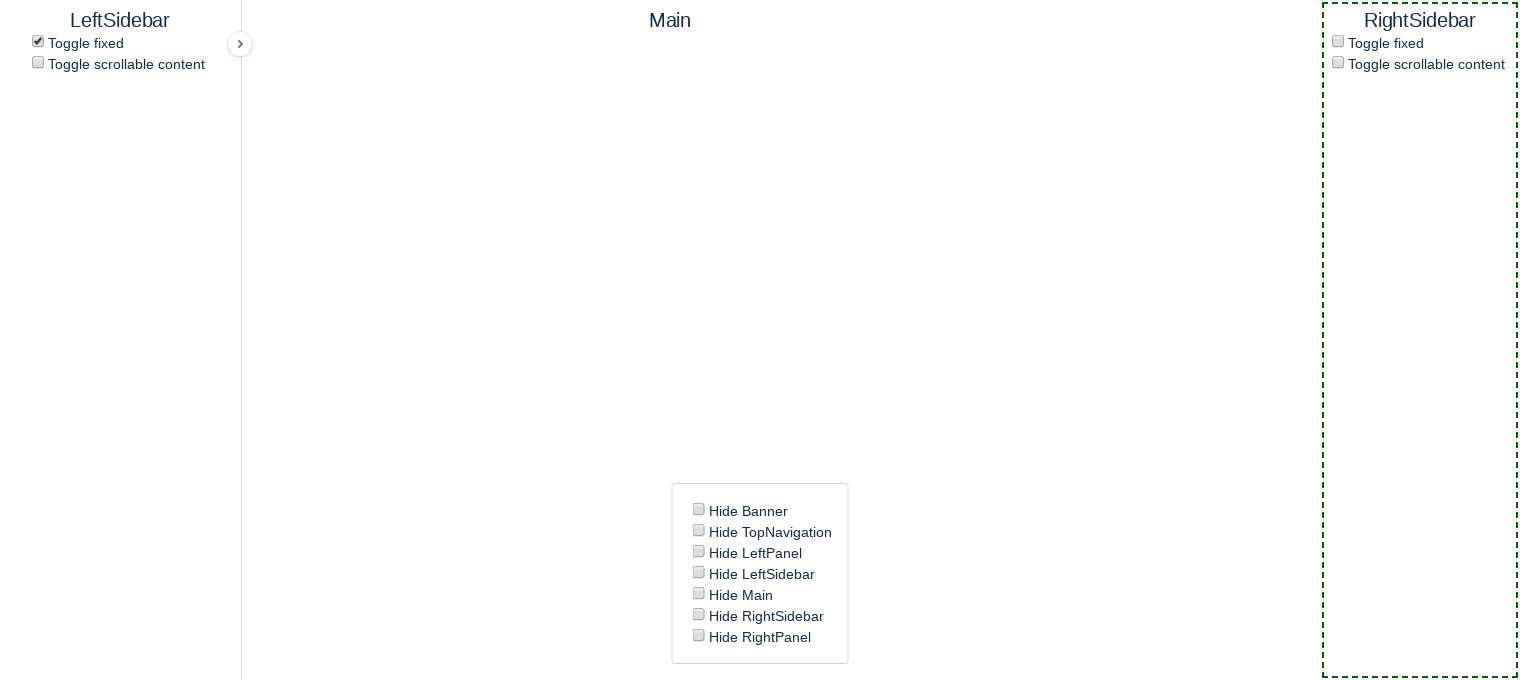 LeftSidebar
Toggle fixed
Toggle scrollable content
Main
Hide Banner
Hide TopNavigation
Hide LeftPanel
Hide LeftSidebar
Hide Main
Hide RightSidebar
Hide RightPanel
RightSidebar
Toggle fixed
Toggle scrollable content